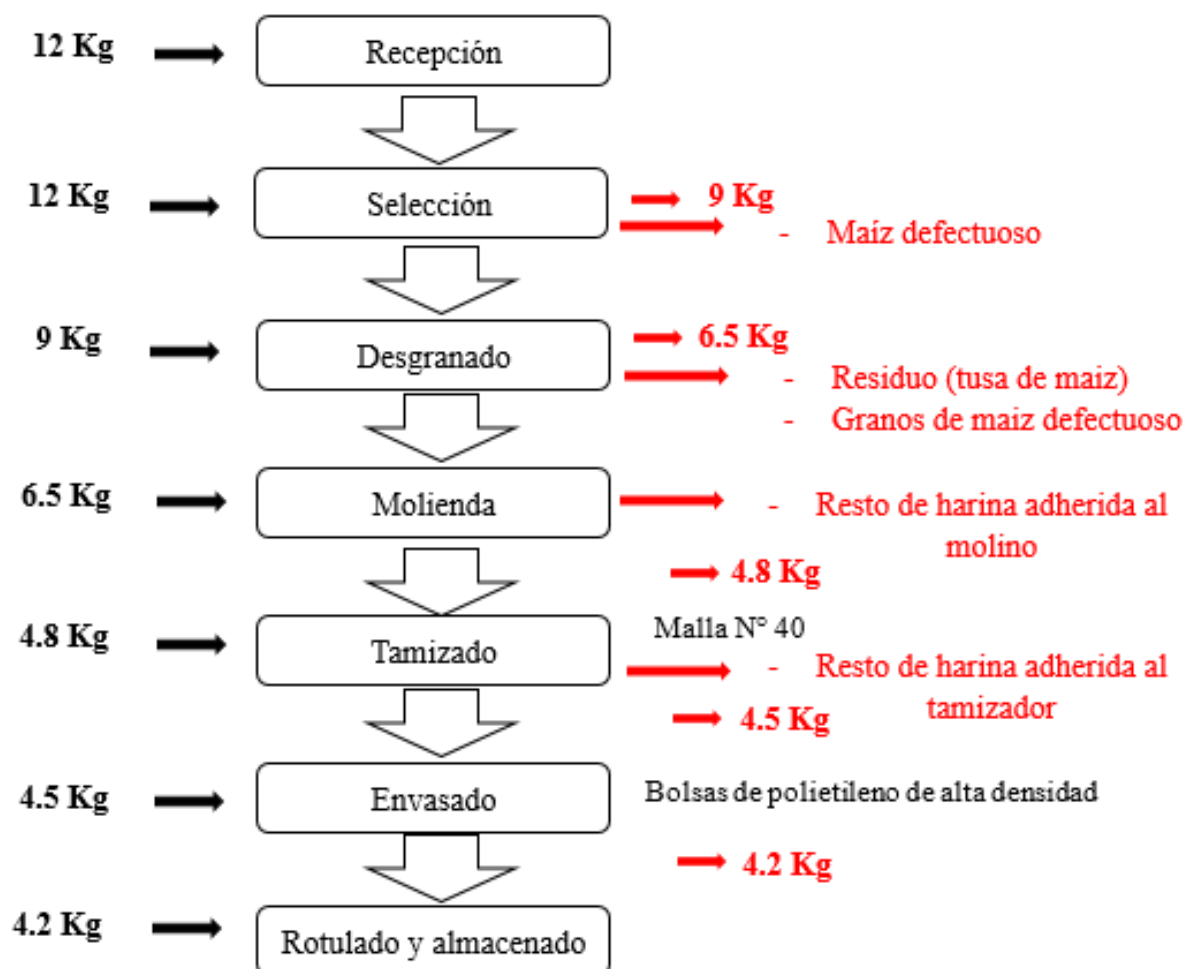 12 Kg
Recepción
12 Kg
Selección
9 Kg
- Maíz defectuoso
9 Kg
Desgranado
6.5 Kg
- Residuo (tusa de maiz)
- Granos de maiz defectuoso
6.5 Kg
Molienda
- Resto de harina adherida al
molino
4.8 Kg
4.8 Kg
Tamizado
Malla N° 40
- Resto de harina adherida al
tamizador
4.5 Kg
4.5 Kg
Envasado
Bolsas de polietileno de alta densidad
4.2 Kg
4.2 Kg
Rotulado y almacenado